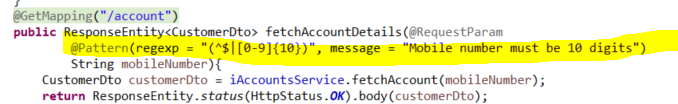 }
@GetMapping("/account")
public ResponseEntity<CustomerDto> fetchAccountDetails(@RequestParam
@Pattern(regexp = "(^$|[0-9]{10})", message = "Mobile number must be 10 digits")
String mobileNumber){
CustomerDto customerDto = iAccountsService.fetchAccount(mobileNumber);
return ResponseEntity.status(HttpStatus.OK).body(customerDto);